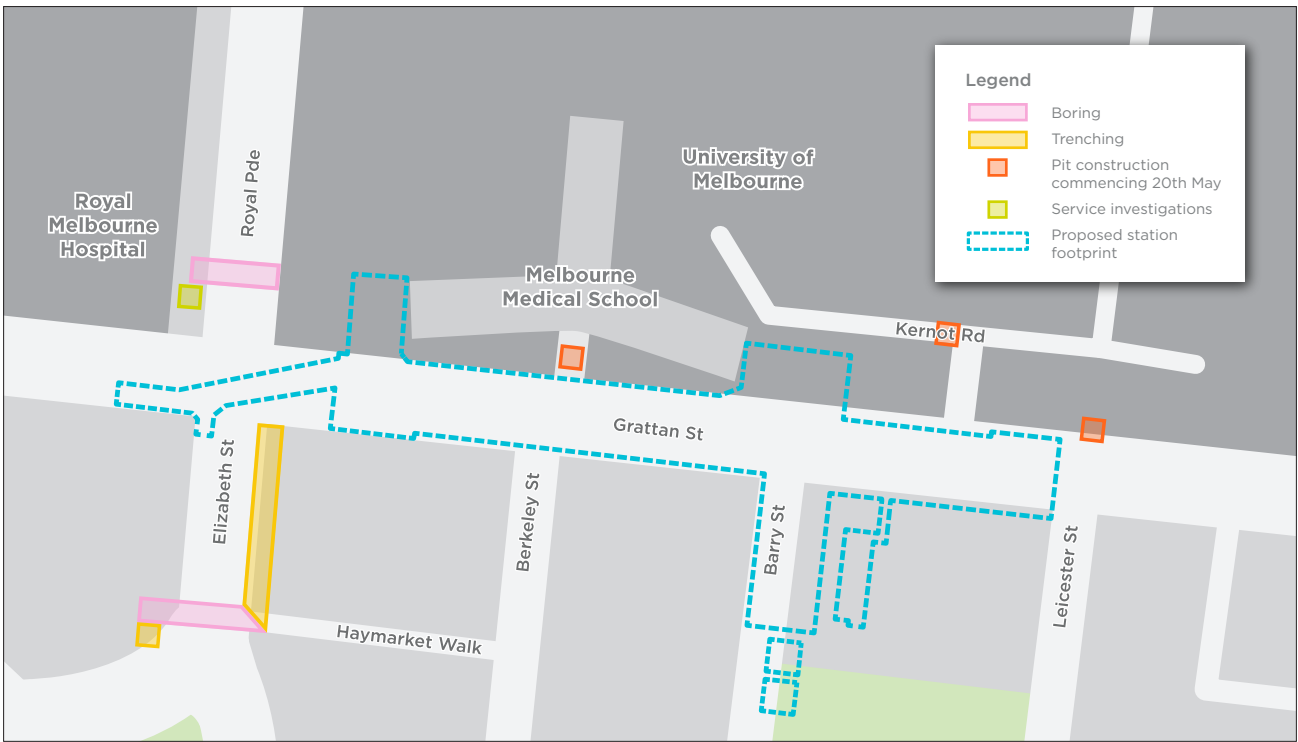 Legend
Boring
Trenching
Pit construction
commencing 20th May
Service investigations
Proposed station
footprint
Royal Pde
University of
Melbourne
Royal
Melbourne
Hospital
Melbourne
Medical School
Kernot Rd
Grattan St
Elizabeth St
Berkeley St
Barry St
Leicester St
Haymarket Walk